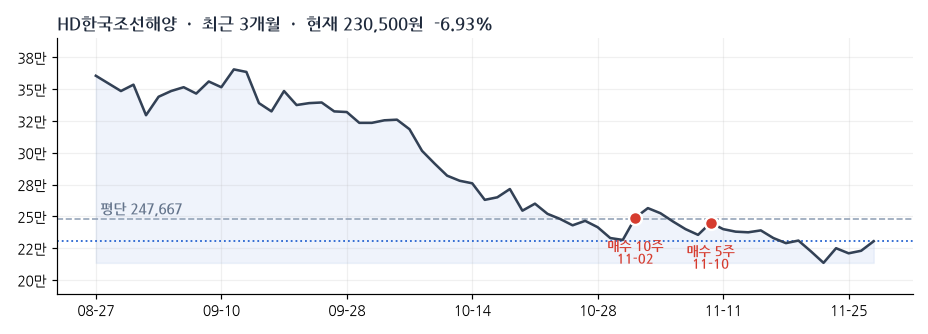 HD한국조선해양 · 최근 3개월 · 현재 230,500원 -6.93%
38만
35만
32만
30만
28만
25만
22만
20만
평단 247,667
매수 10주
11-02
매수 5주
11-10
08-27
09-10
09-28
10-14
10-28
11-11
11-25